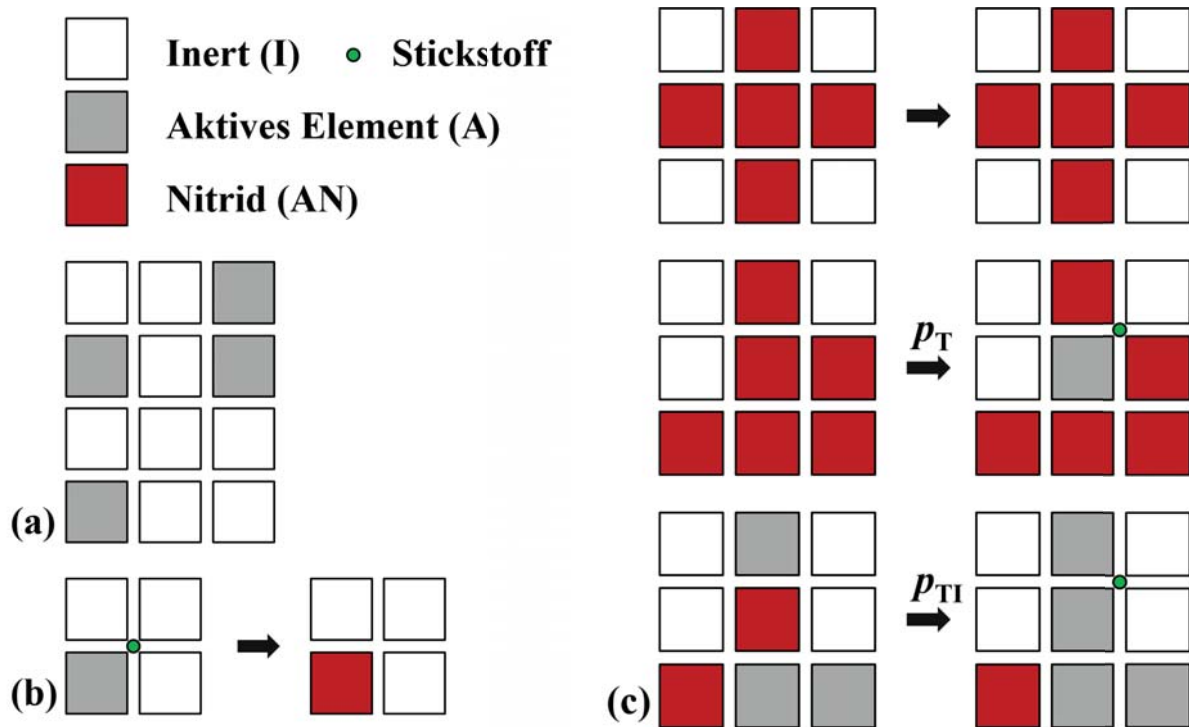 Inert (I) Stickstoff
Aktives Element (A)
Nitrid (AN)
(a)
(b)
p_T
p_TI
(c)